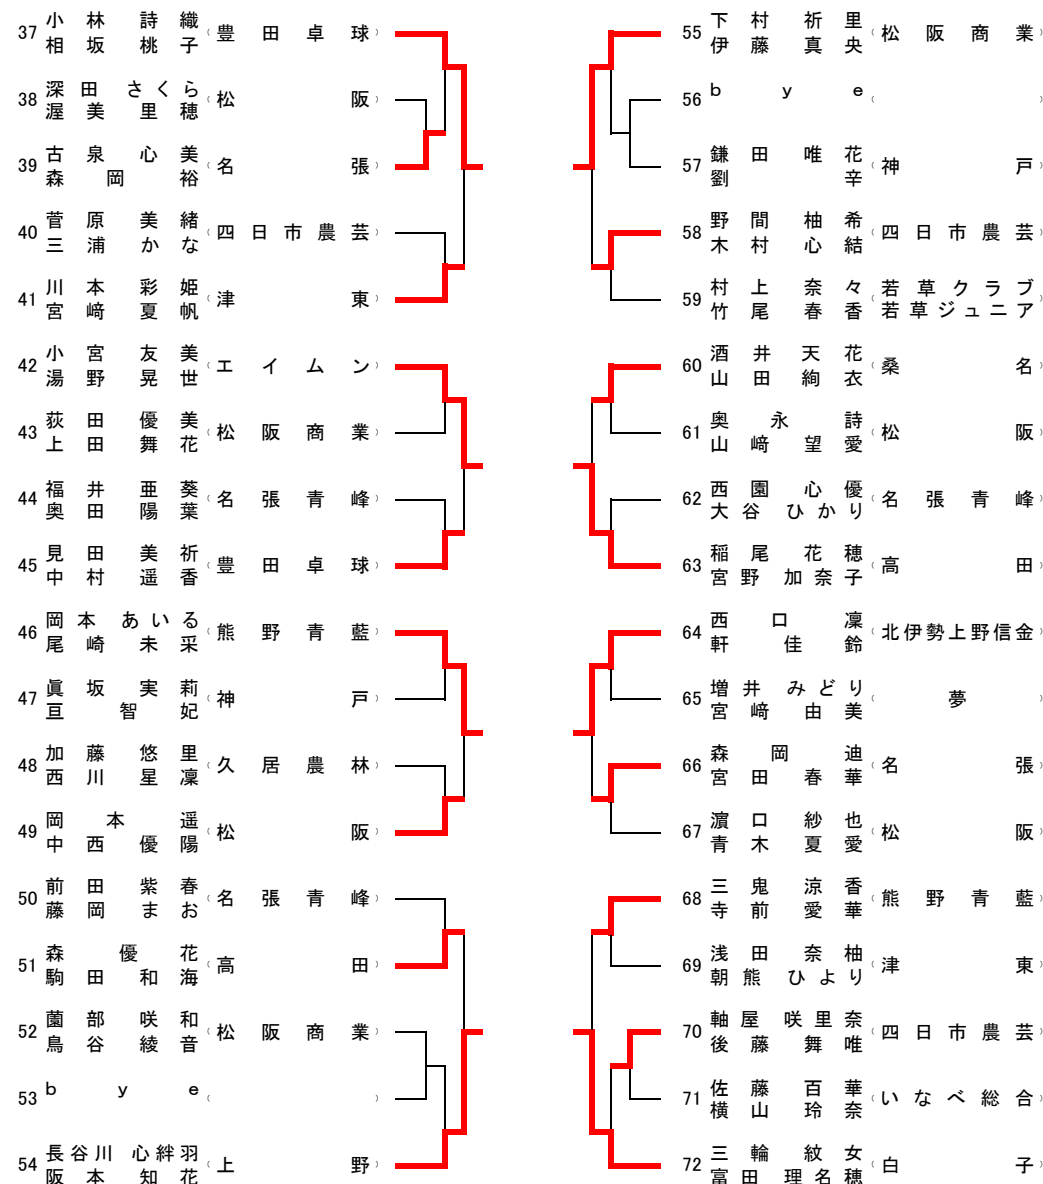 37 小林 詩織 (豊田卓球)
相坂 桃子
38 深田 さくら (松阪)
渥美 里穂
39 古泉 心美 (名張)
森岡 裕
40 菅原 美緒 (四日市農芸)
三浦 かな
41 川本 彩姫 (津東)
宮﨑 夏帆
42 小宮 友美 (エイムン)
湯野 晃世
43 荻田 優美 (松阪商業)
上田 舞花
44 福井 亜葵 (名張青峰)
奥田 陽葉
45 見田 美祈 (豊田卓球)
中村 遥香
46 岡本 あいる (熊野青藍)
尾崎 未采
47 眞坂 実莉 (神戸)
亘 智妃
48 加藤 悠里 (久居農林)
西川 星凜
49 岡本 遥 (松阪)
中西 優陽
50 前田 紫春 (名張青峰)
藤岡 まお
51 森 優花 (高田)
駒田 和海
52 薗部 咲和 (松阪商業)
鳥谷 綾音
53 bye ( )
54 長谷川 心絆羽 (上野)
阪本 知花
55 下村 祈里 (松阪商業)
伊藤 真央
56 bye ( )
57 鎌田 唯花 (神戸)
劉 辛
58 野間 柚希 (四日市農芸)
木村 心結
59 村上 奈々 (若草クラブ
竹尾 春香 若草ジュニア)
60 酒井 天花 (桑名)
山田 絢衣
61 奥永 詩 (松阪)
山﨑 望愛
62 西園 心優 (名張青峰)
大谷 ひかり
63 稲尾 花穂 (高田)
宮野 加奈子
64 西口 凜 (北伊勢上野信金)
軒 佳鈴
65 増井 みどり (夢)
宮﨑 由美
66 森岡 迪 (名張)
宮田 春華
67 濵口 紗也 (松阪)
青木 夏愛
68 三鬼 涼香 (熊野青藍)
寺前 愛華
69 浅田 奈柚 (津東)
朝熊 ひより
70 軸屋 咲里奈 (四日市農芸)
後藤 舞唯
71 佐藤 百華 (いなべ総合)
横山 玲奈
72 三輪 紋女 (白子)
富田 理名穂